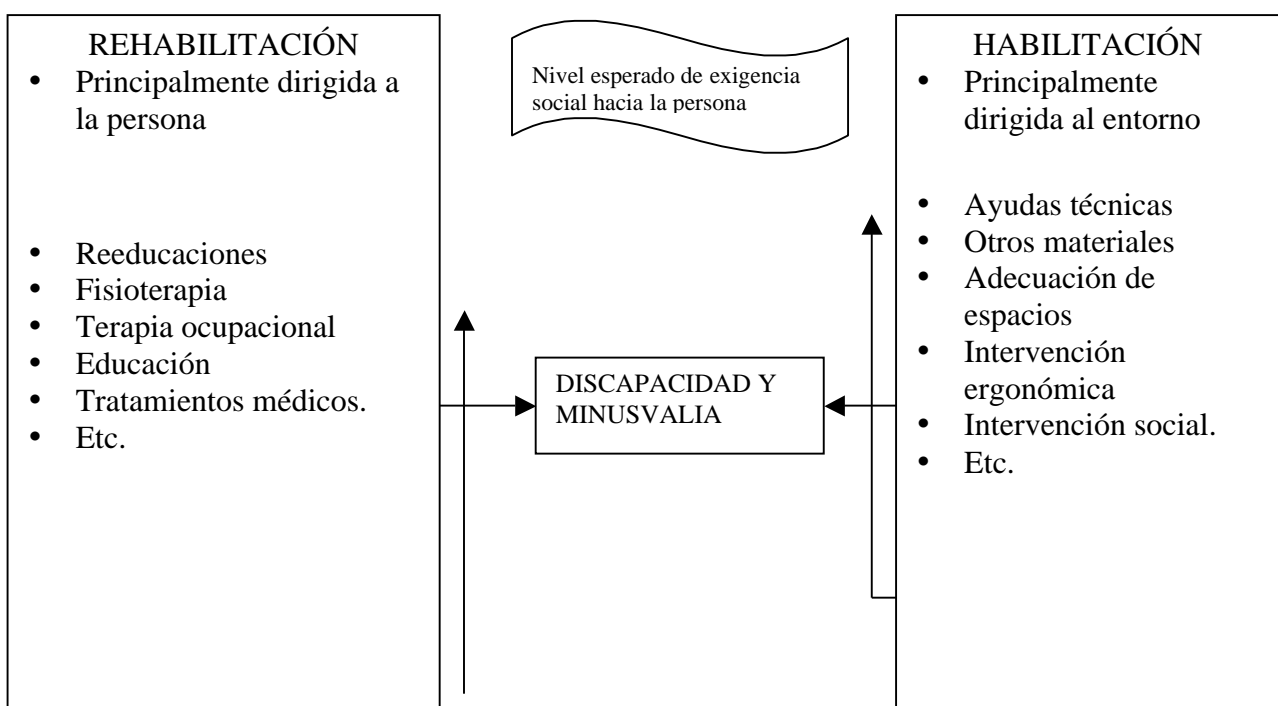 REHABILITACIÓN
• Principalmente dirigida a
la persona
• Reeducaciones
• Fisioterapia
• Terapia ocupacional
• Educación
• Tratamientos médicos.
• Etc.
Nivel esperado de exigencia
social hacia la persona
DISCAPACIDAD Y
MINUSVALIA
HABILITACIÓN
• Principalmente
dirigida al entorno
• Ayudas técnicas
• Otros materiales
• Adecuación de
espacios
• Intervención
ergonómica
• Intervención social.
• Etc.